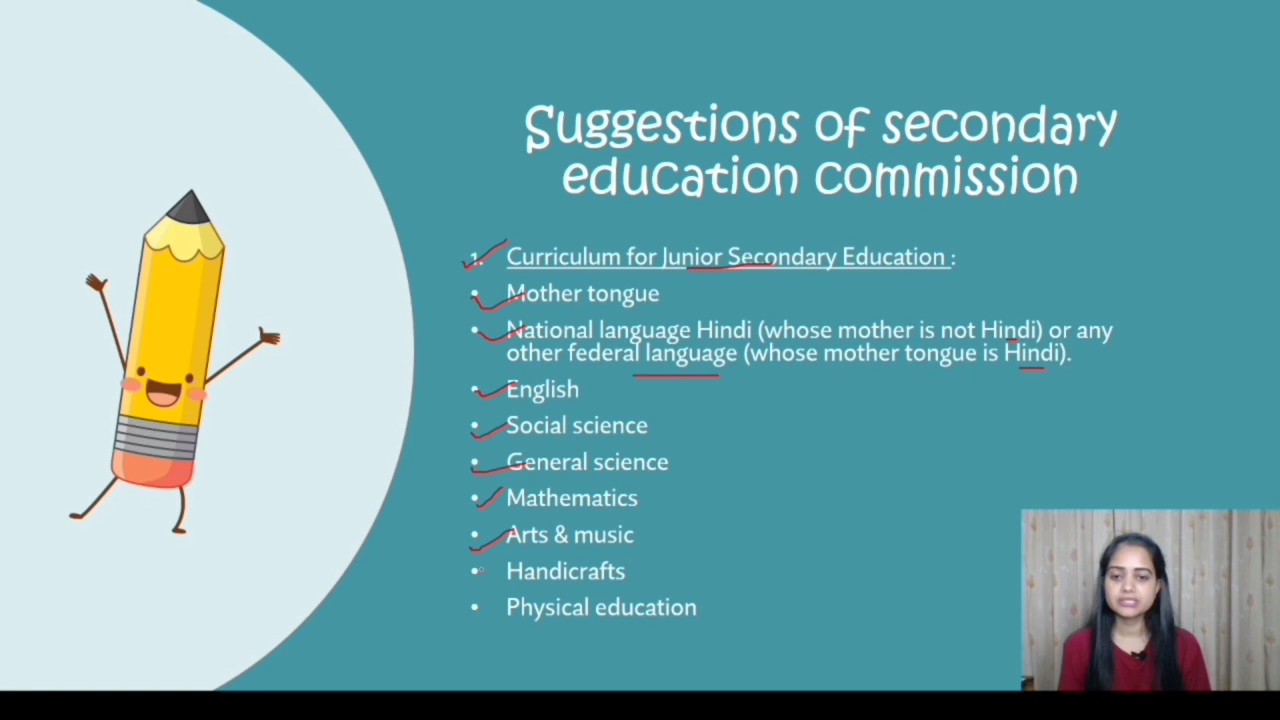 Suggestions of secondary
education commission
1. Curriculum for Junior Secondary Education :
• Mother tongue
• National language Hindi (whose mother is not Hindi) or any
other federal language (whose mother tongue is Hindi).
• English
• Social science
• General science
• Mathematics
• Arts & music
• Handicrafts
• Physical education